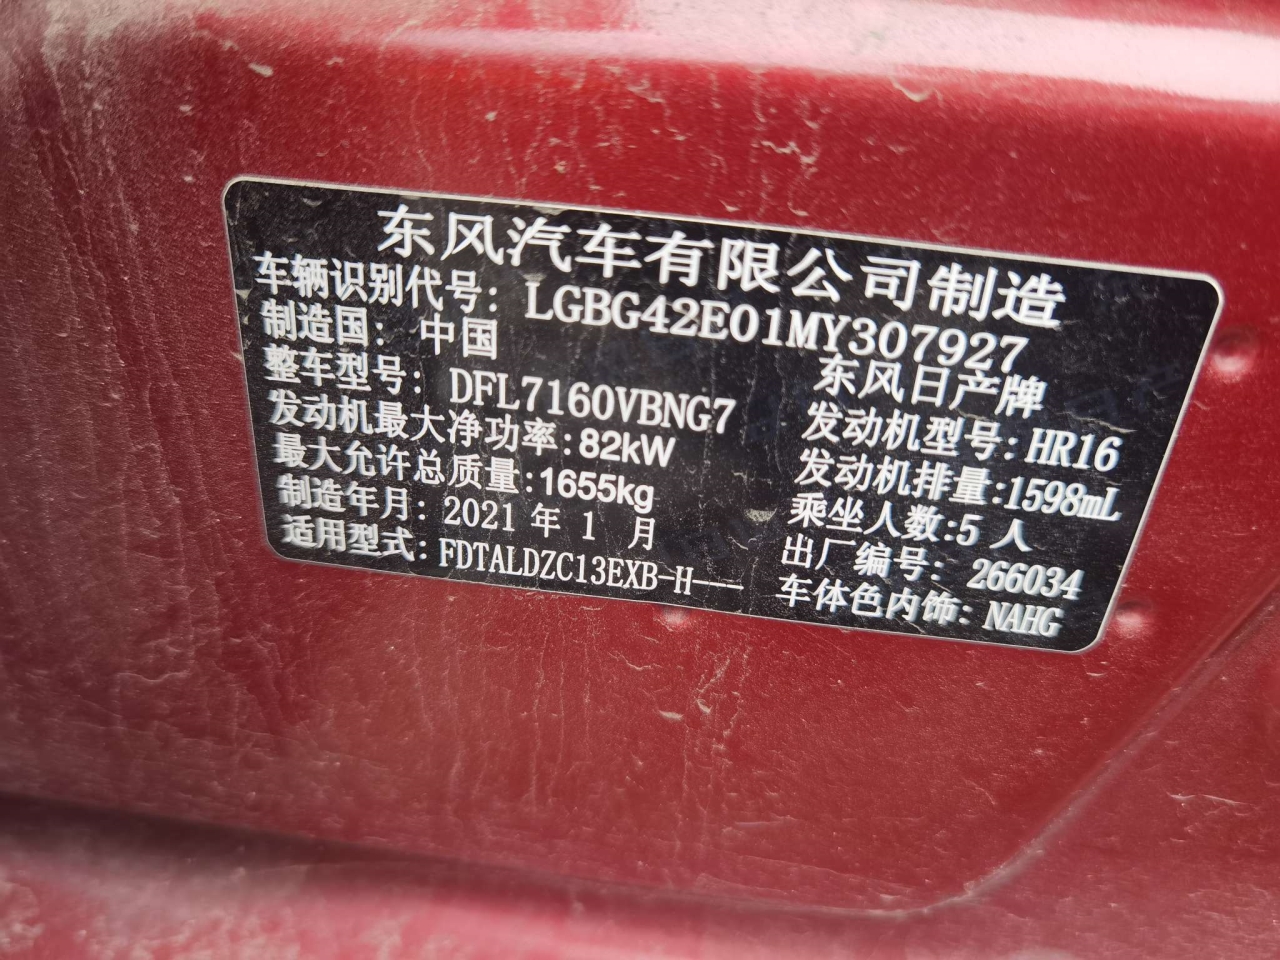 东风汽车有限公司制造
车辆识别代号: LGBG42E01MY307927
制造国: 中国 东风日产牌
整车型号: DFL7160VBNG7 发动机型号: HR16
发动机最大净功率:82kW 发动机排量:1598mL
最大允许总质量:1655kg 乘坐人数:5 人
制造年月: 2021 年 1 月 出厂编号: 266034
适用型式: FDTALDZC13EXB-H--- 车体色内饰: NAHG